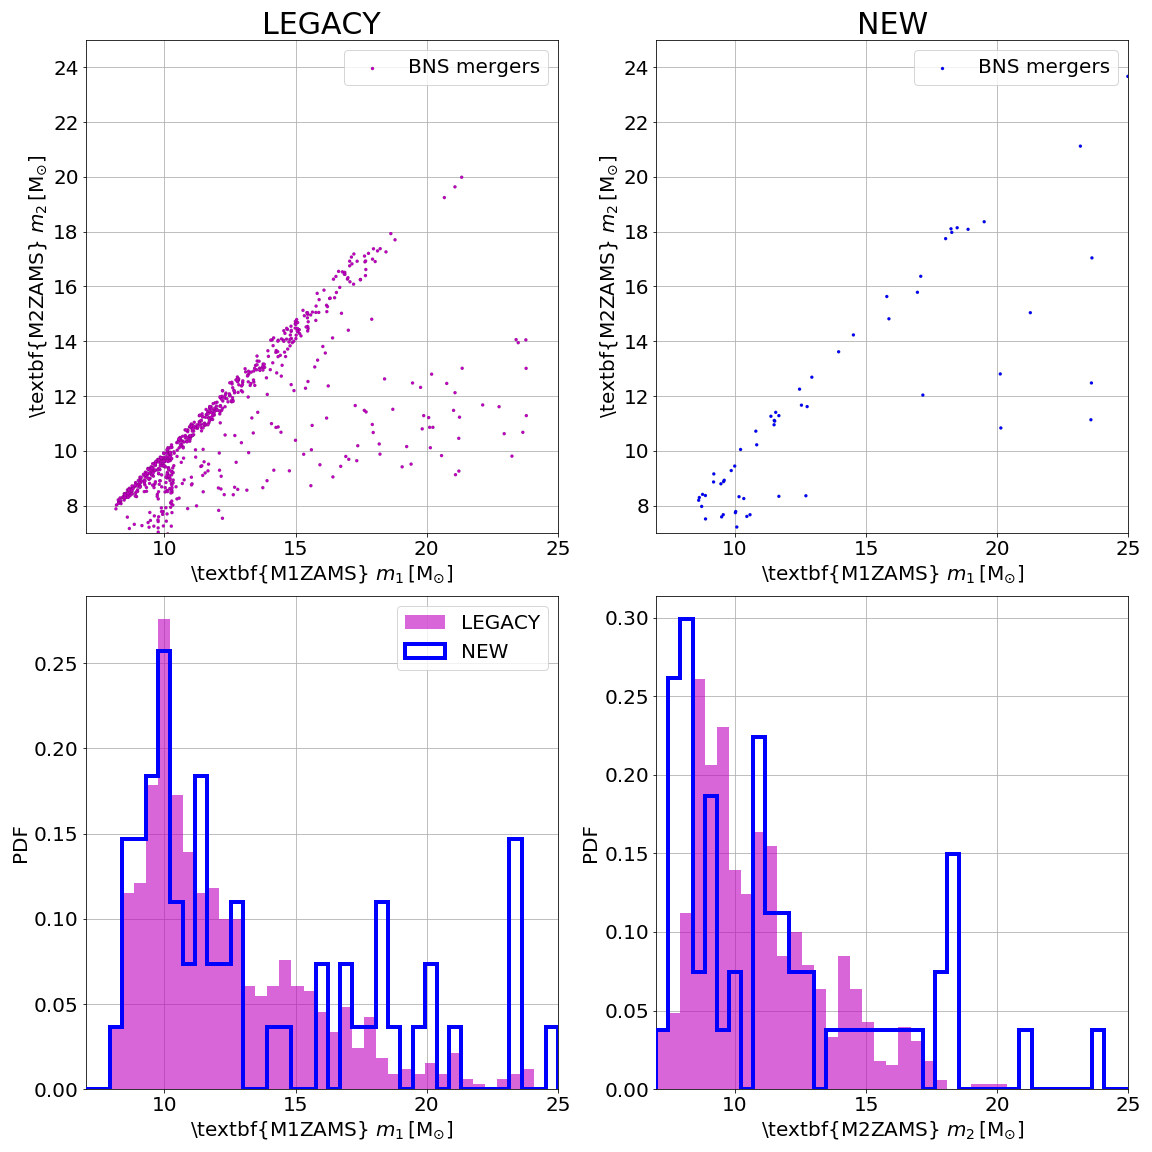 LEGACY
NEW
BNS mergers
BNS mergers
24
22
20
18
16
14
12
10
8
\textbf{M2ZAMS} m₂ [M⊙]
10 15 20 25
\textbf{M1ZAMS} m₁ [M⊙]
24
22
20
18
16
14
12
10
8
\textbf{M2ZAMS} m₂ [M⊙]
10 15 20 25
\textbf{M1ZAMS} m₁ [M⊙]
LEGACY
NEW
0.25
0.20
0.15
0.10
0.05
0.00
PDF
10 15 20 25
\textbf{M1ZAMS} m₁ [M⊙]
0.30
0.25
0.20
0.15
0.10
0.05
0.00
PDF
10 15 20 25
\textbf{M2ZAMS} m₂ [M⊙]